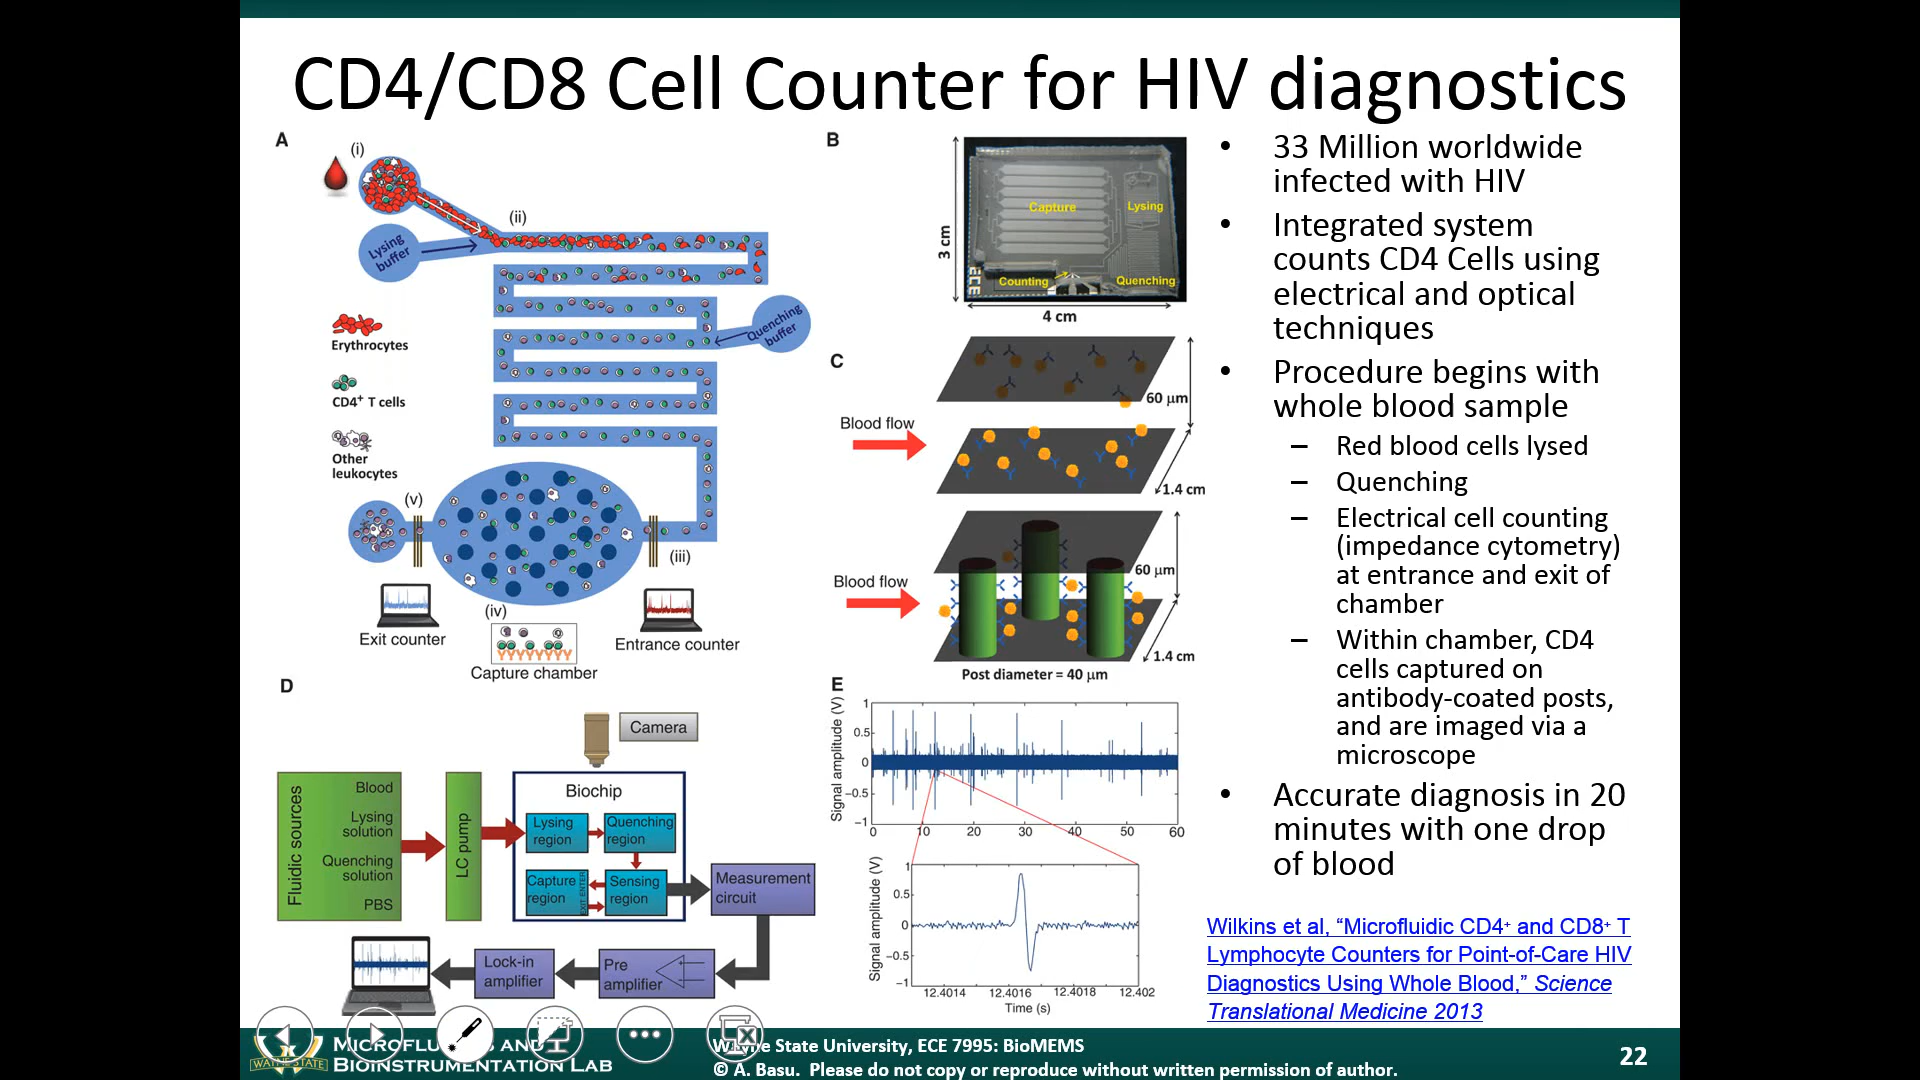 CD4/CD8 Cell Counter for HIV diagnostics
A
(i)
(ii)
Lysing
buffer
Quenching
buffer
Erythrocytes
CD4+ T cells
Other
leukocytes
(v)
(iii)
(iv)
Exit counter
Entrance counter
Capture chamber
B
3 cm
Capture
Lysing
Counting
Quenching
ECE
4 cm
C
Blood flow
60 µm
1.4 cm
Blood flow
60 µm
1.4 cm
Post diameter = 40 µm
D
Camera
Fluidic sources
Blood
Lysing
solution
Quenching
solution
PBS
LC pump
Biochip
Lysing
region
Quenching
region
Capture
region
EXIT ENTER
Sensing
region
Measurement
circuit
Pre
amplifier
Lock-in
amplifier
E
Signal amplitude (V)
1
0.5
0
−0.5
−1
0 10 20 30 40 50 60
Signal amplitude (V)
1
0.5
0
−0.5
−1
12.4014 12.4016 12.4018 12.402
Time (s)
• 33 Million worldwide
infected with HIV
• Integrated system
counts CD4 Cells using
electrical and optical
techniques
• Procedure begins with
whole blood sample
– Red blood cells lysed
– Quenching
– Electrical cell counting
(impedance cytometry)
at entrance and exit of
chamber
– Within chamber, CD4
cells captured on
antibody-coated posts,
and are imaged via a
microscope
• Accurate diagnosis in 20
minutes with one drop
of blood
Wilkins et al, “Microfluidic CD4+ and CD8+ T
Lymphocyte Counters for Point-of-Care HIV
Diagnostics Using Whole Blood,” Science
Translational Medicine 2013
WAYNE STATE
AND
BIOINSTRUMENTATION LAB
Wayne State University, ECE 7995: BioMEMS
© A. Basu. Please do not copy or reproduce without written permission of author.
22